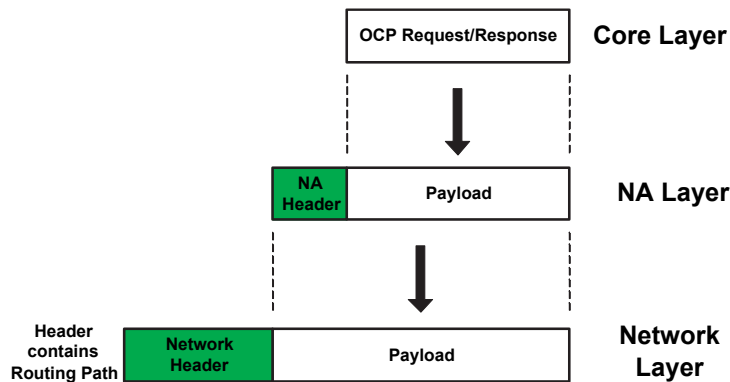 OCP Request/Response
Core Layer
NA
Header
Payload
NA Layer
Header
contains
Routing Path
Network
Header
Payload
Network
Layer